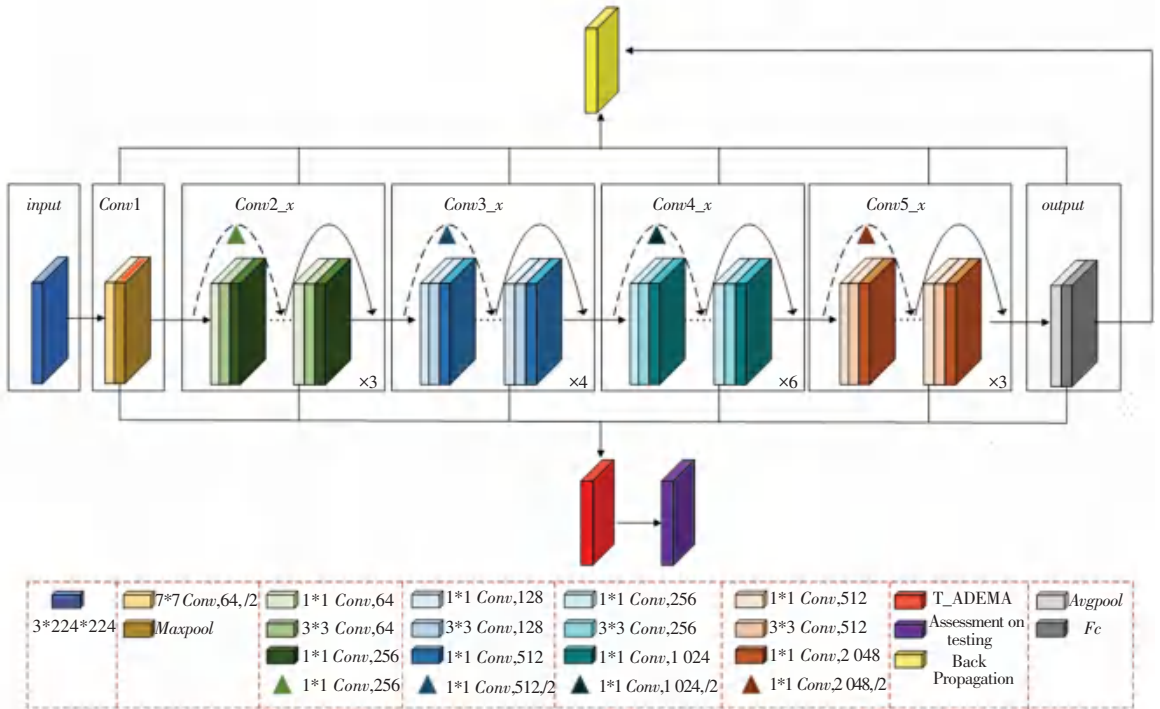 input
Conv1
Conv2_x
Conv3_x
Conv4_x
Conv5_x
output
×3
×4
×6
×3
3*224*224
7*7 Conv,64,/2
Maxpool
1*1 Conv,64
3*3 Conv,64
1*1 Conv,256
1*1 Conv,256
1*1 Conv,128
3*3 Conv,128
1*1 Conv,512
1*1 Conv,512,/2
1*1 Conv,256
3*3 Conv,256
1*1 Conv,1 024
1*1 Conv,1 024,/2
1*1 Conv,512
3*3 Conv,512
1*1 Conv,2 048
1*1 Conv,2 048,/2
T_ADEMA
Assessment on
testing
Back
Propagation
Avgpool
Fc